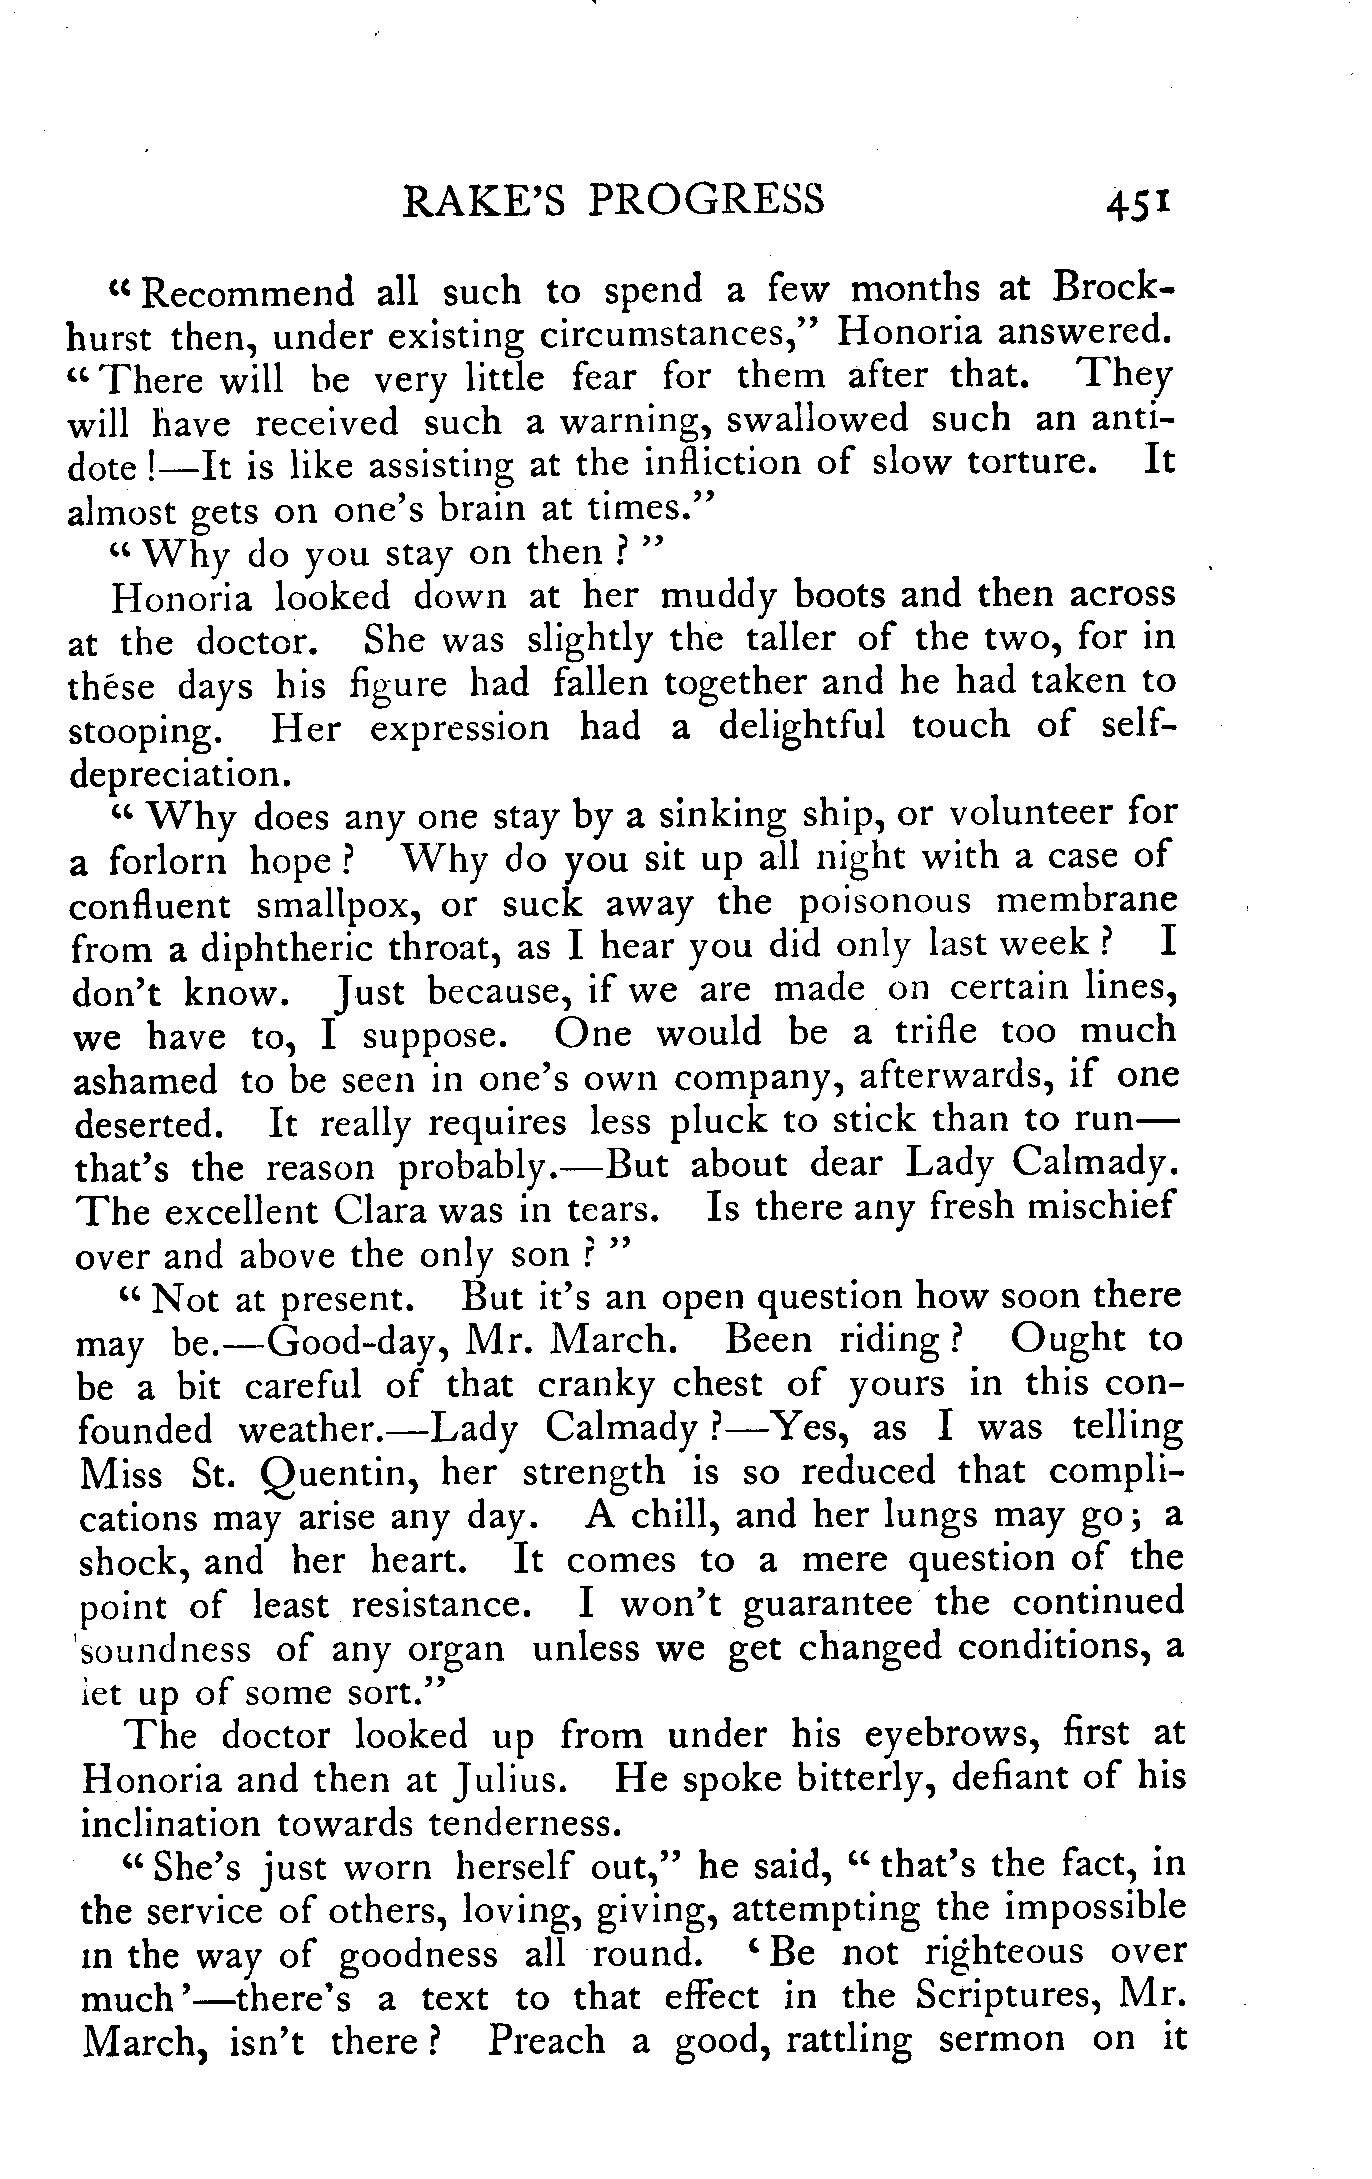 RAKE'S PROGRESS 451
“ Recommend all such to spend a few months at Brock-
hurst then, under existing circumstances,” Honoria answered.
“ There will be very little fear for them after that. They
will have received such a warning, swallowed such an anti-
dote !—It is like assisting at the infliction of slow torture. It
almost gets on one's brain at times.”
“ Why do you stay on then ? ”
Honoria looked down at her muddy boots and then across
at the doctor. She was slightly the taller of the two, for in
these days his figure had fallen together and he had taken to
stooping. Her expression had a delightful touch of self-
depreciation.
“ Why does any one stay by a sinking ship, or volunteer for
a forlorn hope ? Why do you sit up all night with a case of
confluent smallpox, or suck away the poisonous membrane
from a diphtheric throat, as I hear you did only last week ? I
don't know. Just because, if we are made on certain lines,
we have to, I suppose. One would be a trifle too much
ashamed to be seen in one's own company, afterwards, if one
deserted. It really requires less pluck to stick than to run—
that's the reason probably.—But about dear Lady Calmady.
The excellent Clara was in tears. Is there any fresh mischief
over and above the only son ? ”
“ Not at present. But it's an open question how soon there
may be.—Good-day, Mr. March. Been riding ? Ought to
be a bit careful of that cranky chest of yours in this con-
founded weather.—Lady Calmady ?—Yes, as I was telling
Miss St. Quentin, her strength is so reduced that compli-
cations may arise any day. A chill, and her lungs may go ; a
shock, and her heart. It comes to a mere question of the
point of least resistance. I won't guarantee the continued
soundness of any organ unless we get changed conditions, a
let up of some sort.”
The doctor looked up from under his eyebrows, first at
Honoria and then at Julius. He spoke bitterly, defiant of his
inclination towards tenderness.
“ She's just worn herself out,” he said, “ that's the fact, in
the service of others, loving, giving, attempting the impossible
in the way of goodness all round. ‘ Be not righteous over
much ’—there's a text to that effect in the Scriptures, Mr.
March, isn't there ? Preach a good, rattling sermon on it